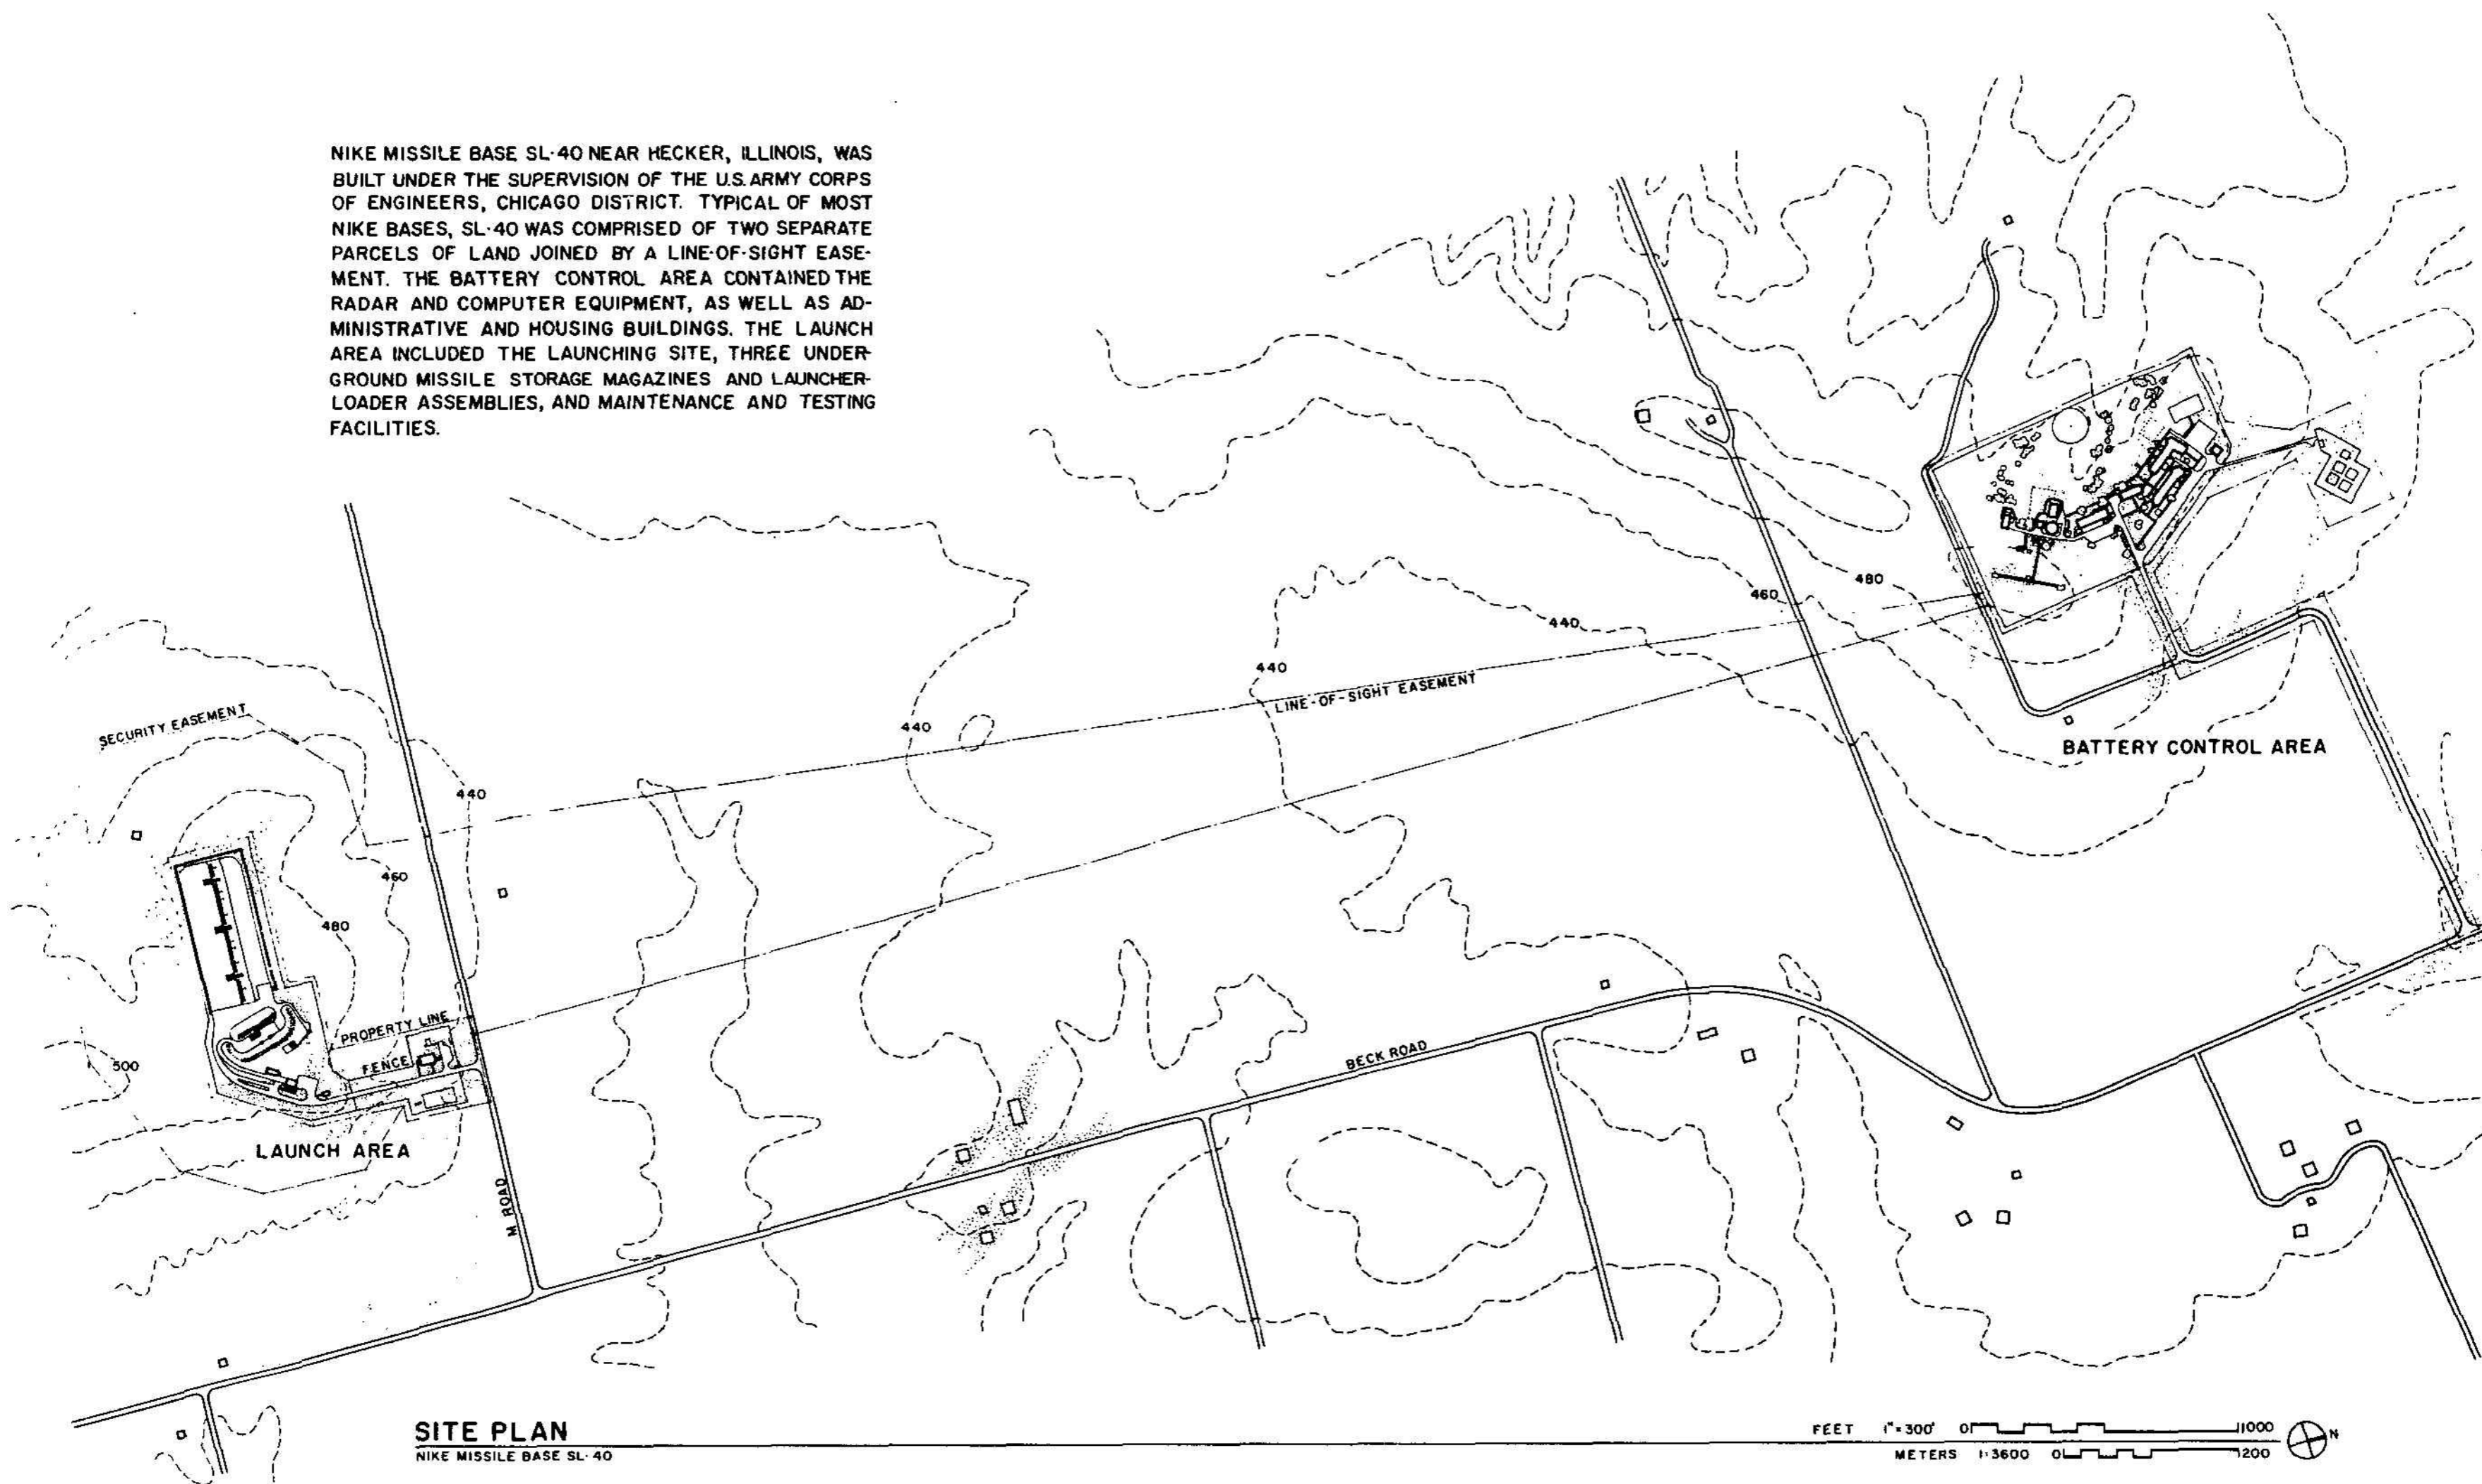 NIKE MISSILE BASE SL-40 NEAR HECKER, ILLINOIS, WAS
BUILT UNDER THE SUPERVISION OF THE U.S. ARMY CORPS
OF ENGINEERS, CHICAGO DISTRICT. TYPICAL OF MOST
NIKE BASES, SL-40 WAS COMPRISED OF TWO SEPARATE
PARCELS OF LAND JOINED BY A LINE-OF-SIGHT EASE-
MENT. THE BATTERY CONTROL AREA CONTAINED THE
RADAR AND COMPUTER EQUIPMENT, AS WELL AS AD-
MINISTRATIVE AND HOUSING BUILDINGS. THE LAUNCH
AREA INCLUDED THE LAUNCHING SITE, THREE UNDER-
GROUND MISSILE STORAGE MAGAZINES AND LAUNCHER-
LOADER ASSEMBLIES, AND MAINTENANCE AND TESTING
FACILITIES.
480
460
440
440
LINE-OF-SIGHT EASEMENT
SECURITY EASEMENT
440
BATTERY CONTROL AREA
440
460
480
PROPERTY LINE
FENCE
500
BECK ROAD
LAUNCH AREA
M ROAD
SITE PLAN
NIKE MISSILE BASE SL-40
FEET 1"=300' 0 1000
METERS 1:3600 0 200
N